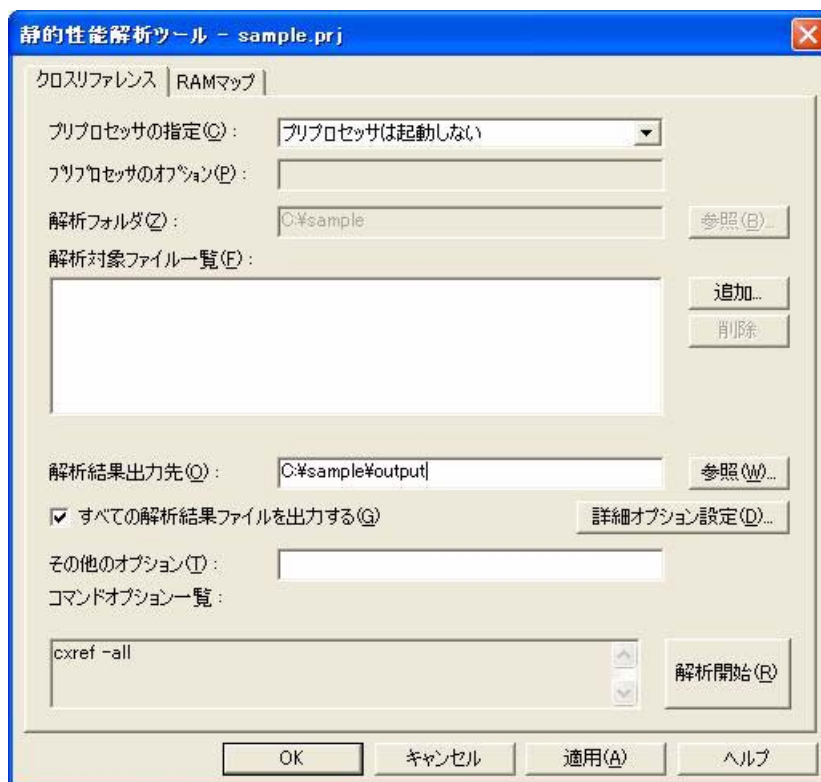 静的性能解析ツール - sample.prj
クロスリファレンス RAMマップ
プリプロセッサの指定(C): プリプロセッサは起動しない
プリプロセッサのオプション(P):
解析フォルダ(Z): C:¥sample 参照(B)...
解析対象ファイル一覧(F):
追加...
削除
解析結果出力先(O): C:¥sample¥output 参照(W)...
すべての解析結果ファイルを出力する(G) 詳細オプション設定(D)...
その他のオプション(T):
コマンドオプション一覧:
cxref -all
解析開始(R)
OK キャンセル 適用(A) ヘルプ